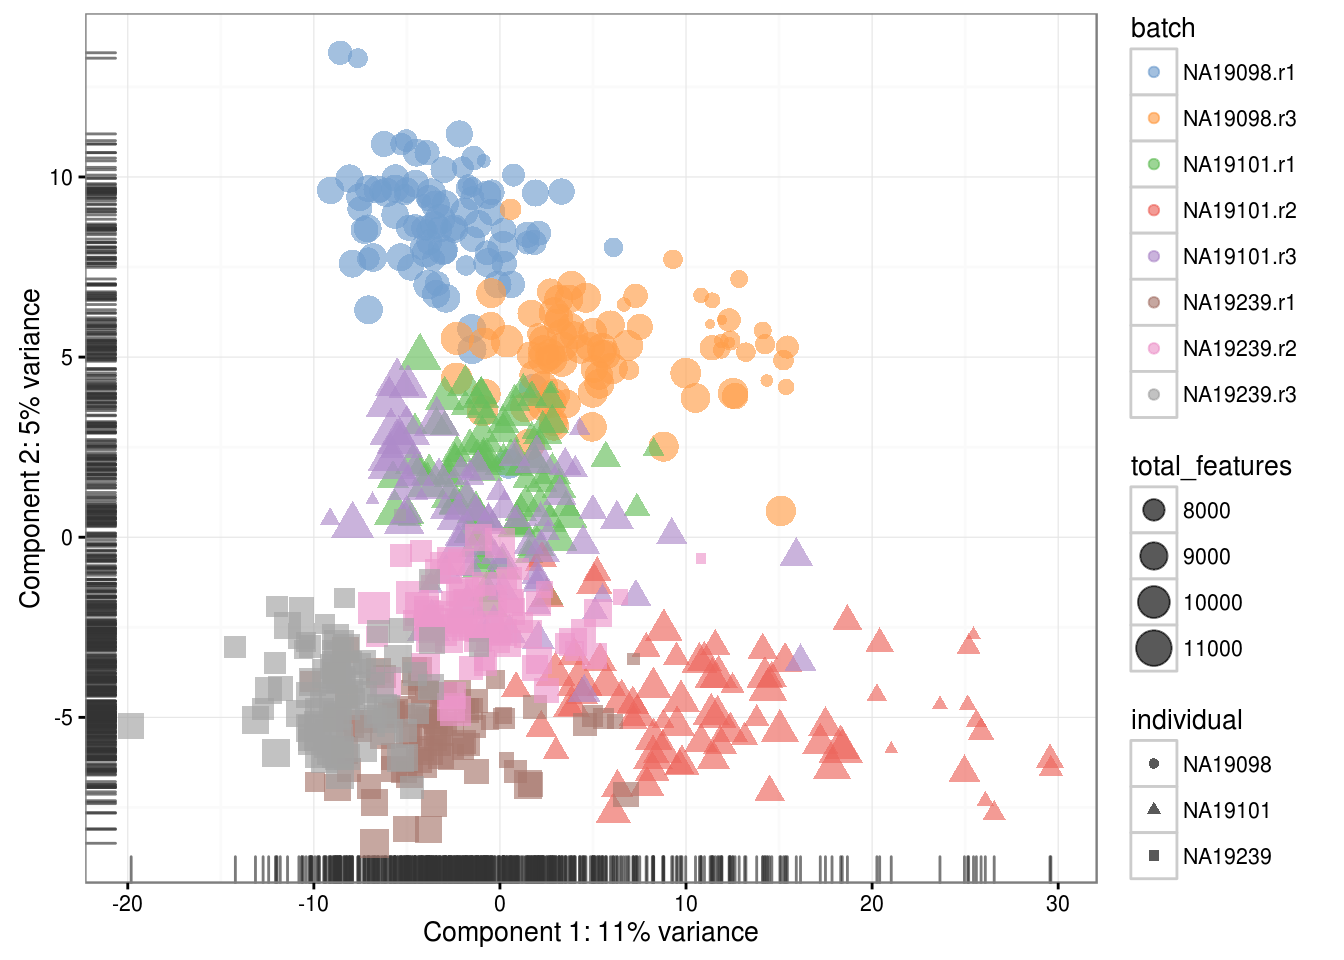 batch
NA19098.r1
NA19098.r3
NA19101.r1
NA19101.r2
NA19101.r3
NA19239.r1
NA19239.r2
NA19239.r3
total_features
8000
9000
10000
11000
individual
NA19098
NA19101
NA19239
Component 2: 5% variance
10
5
0
-5
-20
-10
0
10
20
30
Component 1: 11% variance